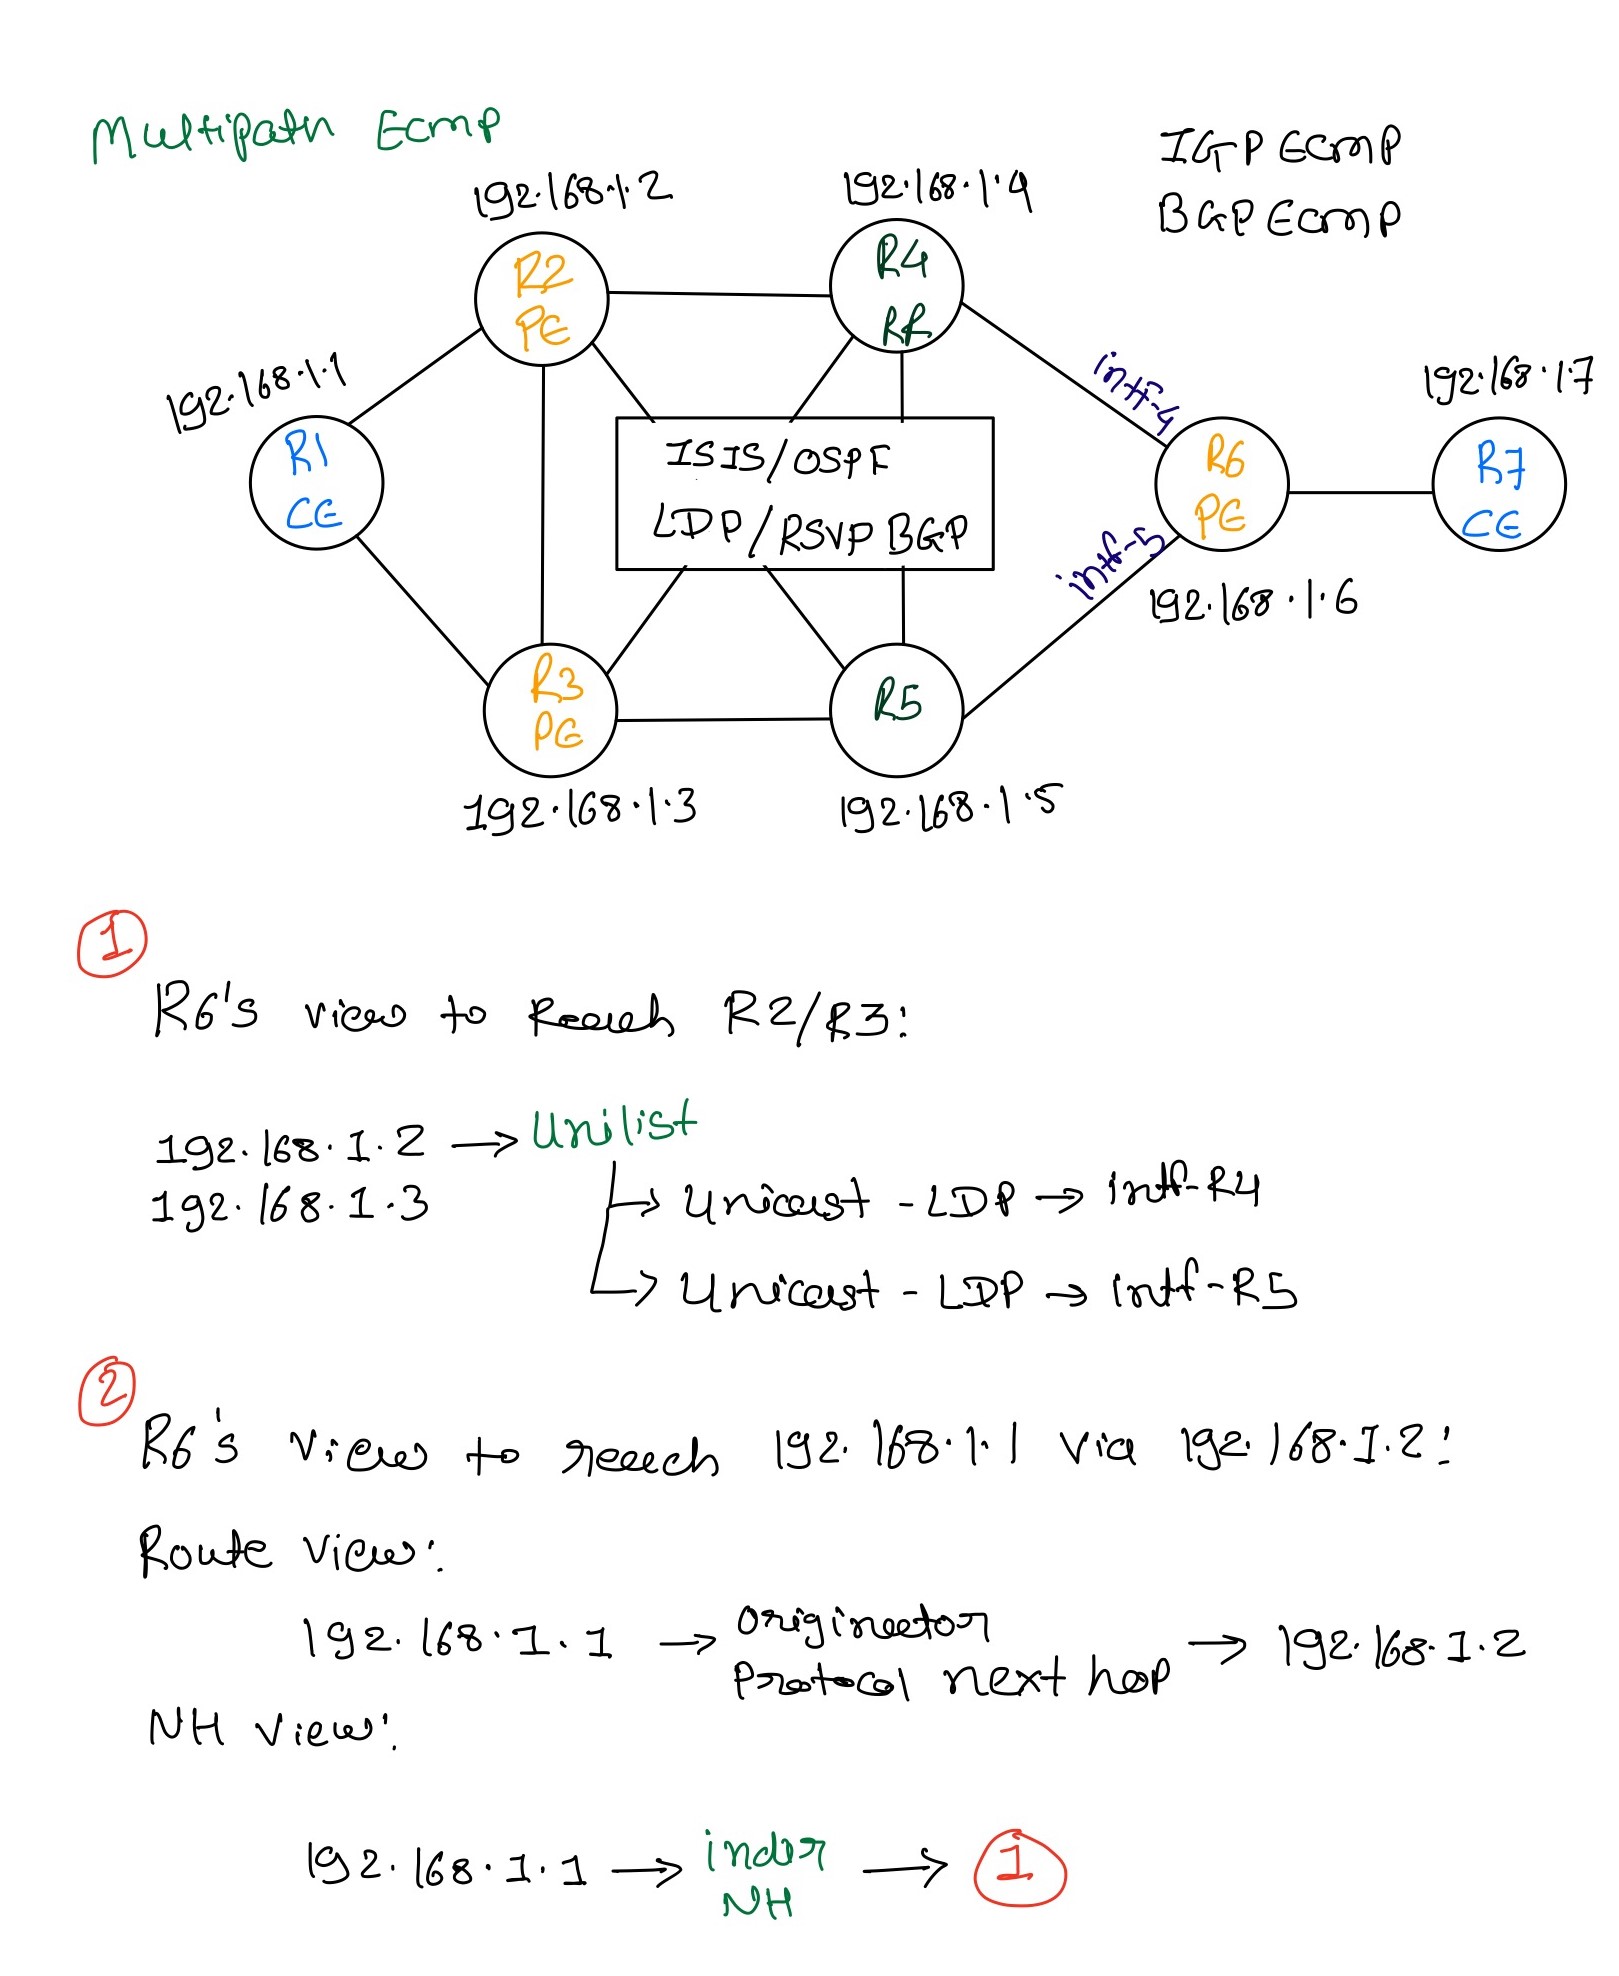 Multipath Ecmp
IGP Ecmp
BGP Ecmp
192.168.1.2
192.168.1.4
R2
PE
R4
RR
192.168.1.1
intf-4
192.168.1.7
R1
CE
ISIS/OSPF
LDP/RSVP BGP
R6
PE
R7
CE
intf-5
192.168.1.6
R3
PE
R5
192.168.1.3
192.168.1.5
1
R6's view to Reach R2/R3:
192.168.1.2 → Unilist
192.168.1.3
→ Unicast - LDP → intf-R4
→ Unicast - LDP → intf-R5
2
R6's view to reach 192.168.1.1 via 192.168.1.2:
Route view:
192.168.1.1 → originator
Protocol next hop → 192.168.1.2
NH view:
192.168.1.1 → indr
NH → 1